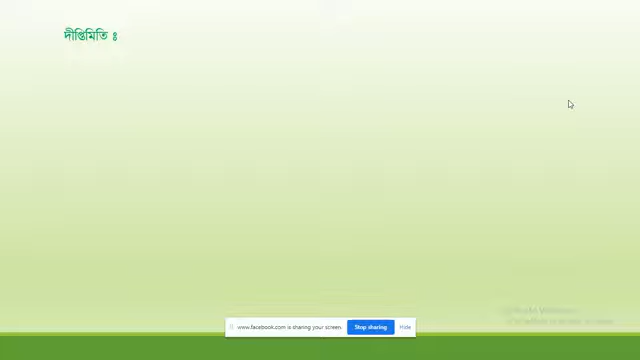 দীপ্তিমিতি ঃ
www.facebook.com is sharing your screen. Stop sharing Hide